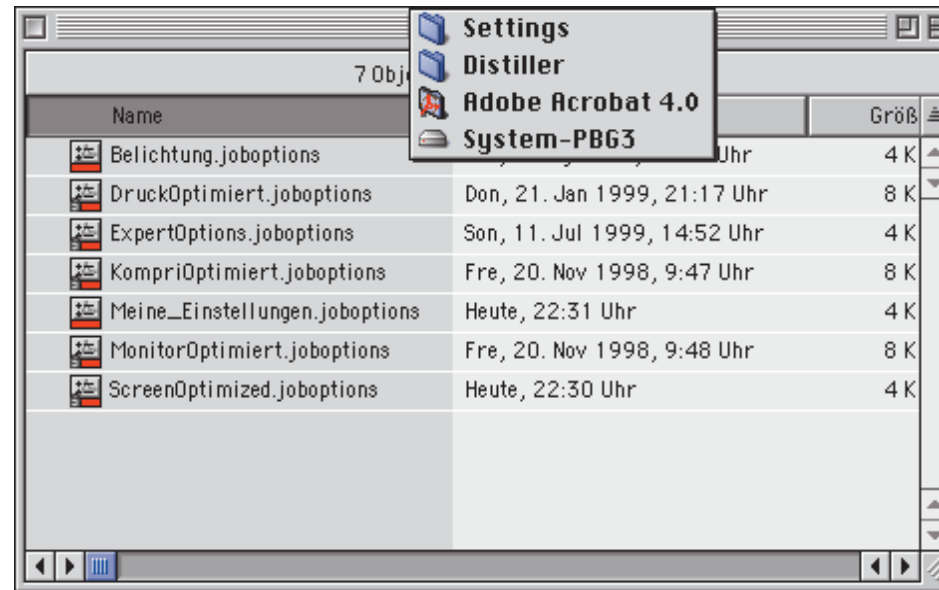 Settings
Distiller
Adobe Acrobat 4.0
System-PBG3
7
Name Größ
Belichtung.joboptions Uhr 4 K
DruckOptimiert.joboptions Don, 21. Jan 1999, 21:17 Uhr 8 K
ExpertOptions.joboptions Son, 11. Jul 1999, 14:52 Uhr 4 K
KompriOptimiert.joboptions Fre, 20. Nov 1998, 9:47 Uhr 8 K
Meine_Einstellungen.joboptions Heute, 22:31 Uhr 4 K
MonitorOptimiert.joboptions Fre, 20. Nov 1998, 9:48 Uhr 8 K
ScreenOptimized.joboptions Heute, 22:30 Uhr 4 K